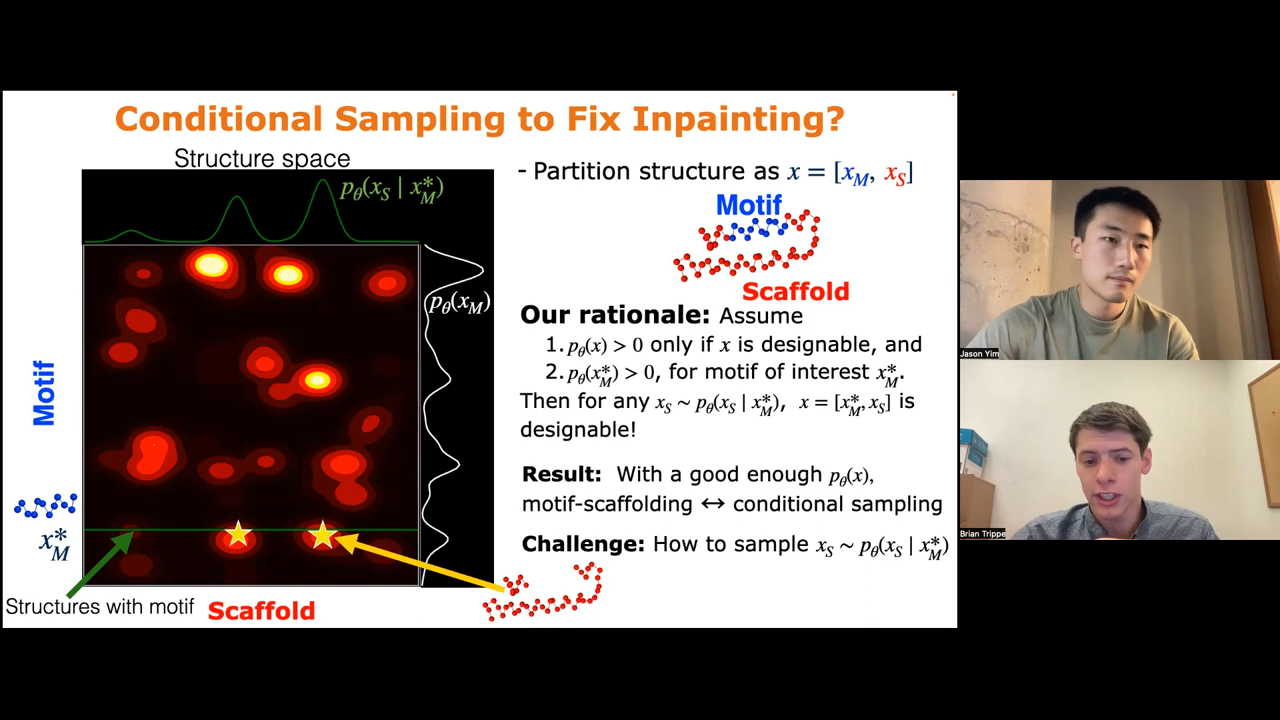 Conditional Sampling to Fix Inpainting?
Structure space
pθ(xS | x*M)
pθ(xM)
Motif
x*M
Structures with motif
Scaffold
- Partition structure as x = [xM, xS]
Motif
Scaffold
Our rationale: Assume
1. pθ(x) > 0 only if x is designable, and
2. pθ(x*M) > 0, for motif of interest x*M.
Then for any xS ~ pθ(xS | x*M), x = [x*M, xS] is
designable!
Result: With a good enough pθ(x),
motif-scaffolding ↔ conditional sampling
Challenge: How to sample xS ~ pθ(xS | x*M)
Jason Yim
Brian Trippe